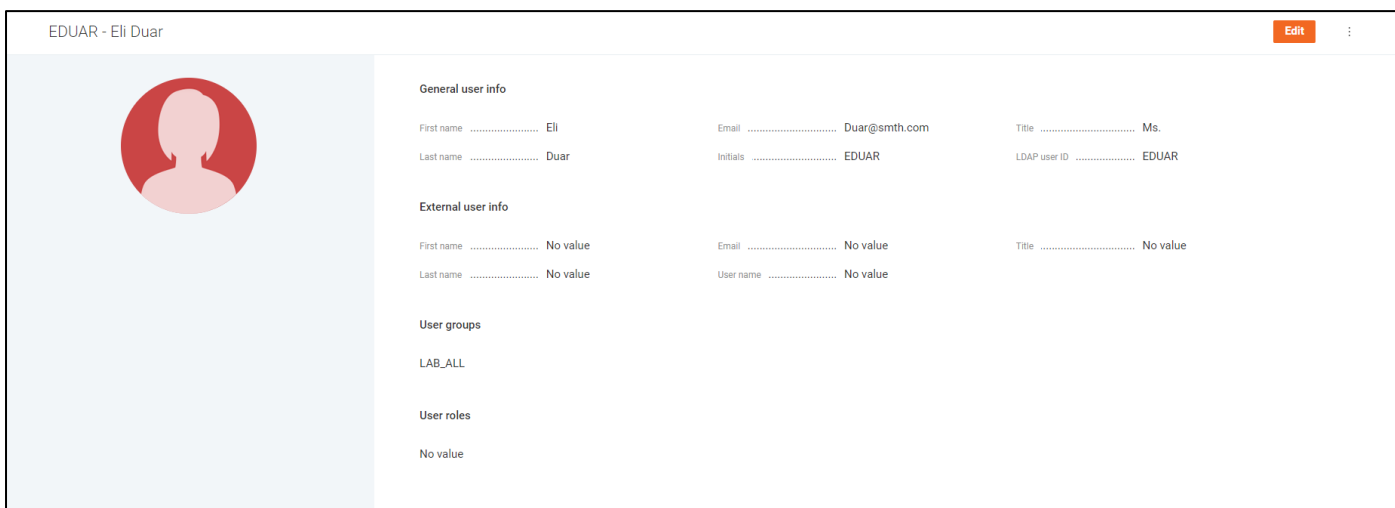 EDUAR - Eli Duar
Edit
General user info
First name ........................ Eli Email ............................... Duar@smth.com Title ................................. Ms.
Last name ........................ Duar Initials .............................. EDUAR LDAP user ID ..................... EDUAR
External user info
First name ........................ No value Email ............................... No value Title ................................. No value
Last name ........................ No value User name ........................ No value
User groups
LAB_ALL
User roles
No value